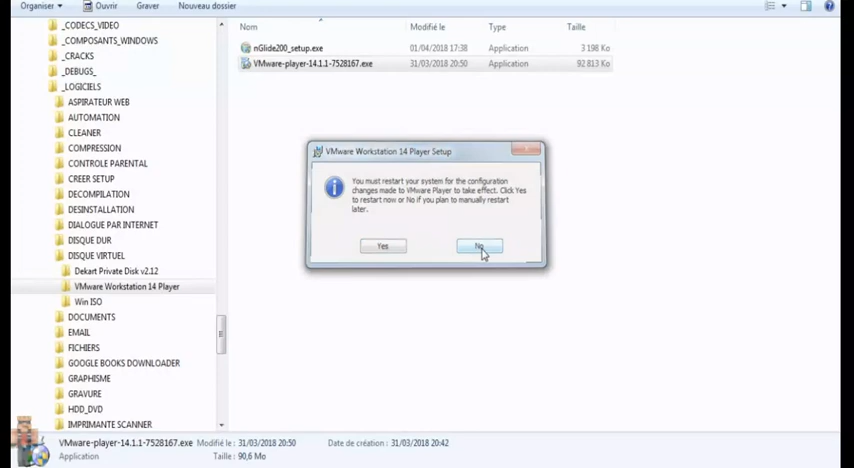 Organiser
Ouvrir
Graver
Nouveau dossier
_CODECS_VIDEO
_COMPOSANTS_WINDOWS
_CRACKS
_DEBUGS_
_LOGICIELS
ASPIRATEUR WEB
AUTOMATION
CLEANER
COMPRESSION
CONTROLE PARENTAL
CREER SETUP
DECOMPILATION
DESINSTALLATION
DIALOGUE PAR INTERNET
DISQUE DUR
DISQUE VIRTUEL
Dekart Private Disk v2.12
VMware Workstation 14 Player
Win ISO
DOCUMENTS
EMAIL
FICHIERS
GOOGLE BOOKS DOWNLOADER
GRAPHISME
GRAVURE
HD_DVD
IMPRIMANTE SCANNER
Nom
Modifié le
Type
Taille
nGlide200_setup.exe
01/04/2018 17:38
Application
3 198 Ko
VMware-player-14.1.1-7528167.exe
31/03/2018 20:50
Application
92 813 Ko
VMware Workstation 14 Player Setup
You must restart your system for the configuration
changes made to VMware Player to take effect. Click Yes
to restart now or No if you plan to manually restart
later.
Yes
No
VMware-player-14.1.1-7528167.exe Modifié le : 31/03/2018 20:50
Date de création : 31/03/2018 20:42
Application
Taille : 90,6 Mo